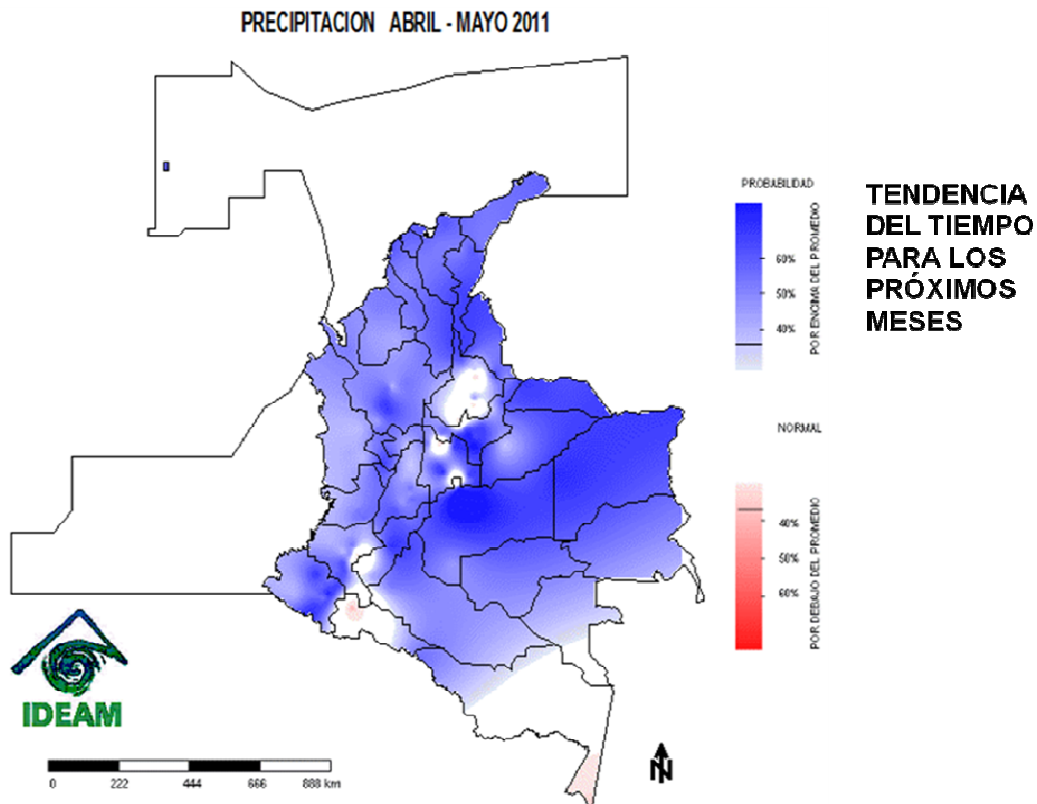 PRECIPITACION ABRIL - MAYO 2011
PROBABILIDAD
60%
50%
40%
POR ENCIMA DEL PROMEDIO
NORMAL
40%
50%
60%
POR DEBAJO DEL PROMEDIO
TENDENCIA
DEL TIEMPO
PARA LOS
PRÓXIMOS
MESES
IDEAM
0 222 444 666 888 km
N